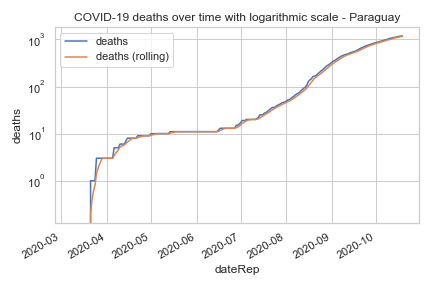 COVID-19 deaths over time with logarithmic scale - Paraguay
deaths
deaths (rolling)
deaths
10³
10²
10¹
10⁰
2020-03
2020-04
2020-05
2020-06
2020-07
2020-08
2020-09
2020-10
dateRep